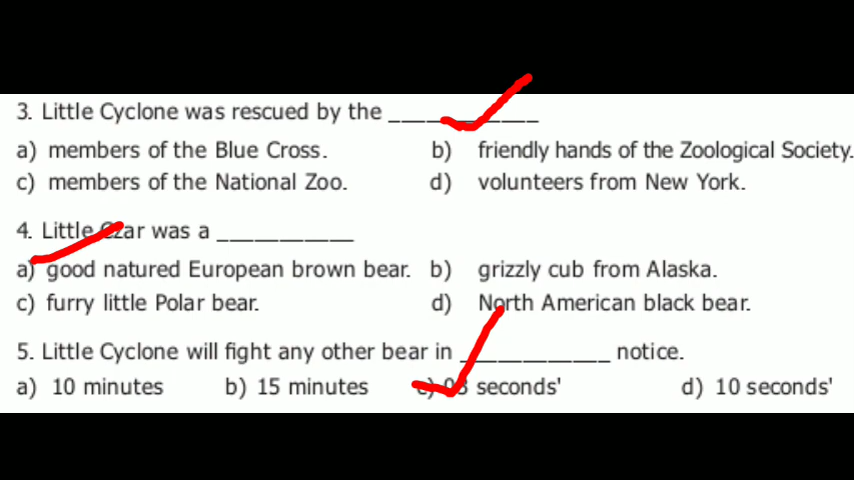 3. Little Cyclone was rescued by the ____________
a) members of the Blue Cross. b) friendly hands of the Zoological Society.
c) members of the National Zoo. d) volunteers from New York.
4. Little Czar was a ___________
a) good natured European brown bear. b) grizzly cub from Alaska.
c) furry little Polar bear. d) North American black bear.
5. Little Cyclone will fight any other bear in ____________ notice.
a) 10 minutes b) 15 minutes c) 03 seconds' d) 10 seconds'